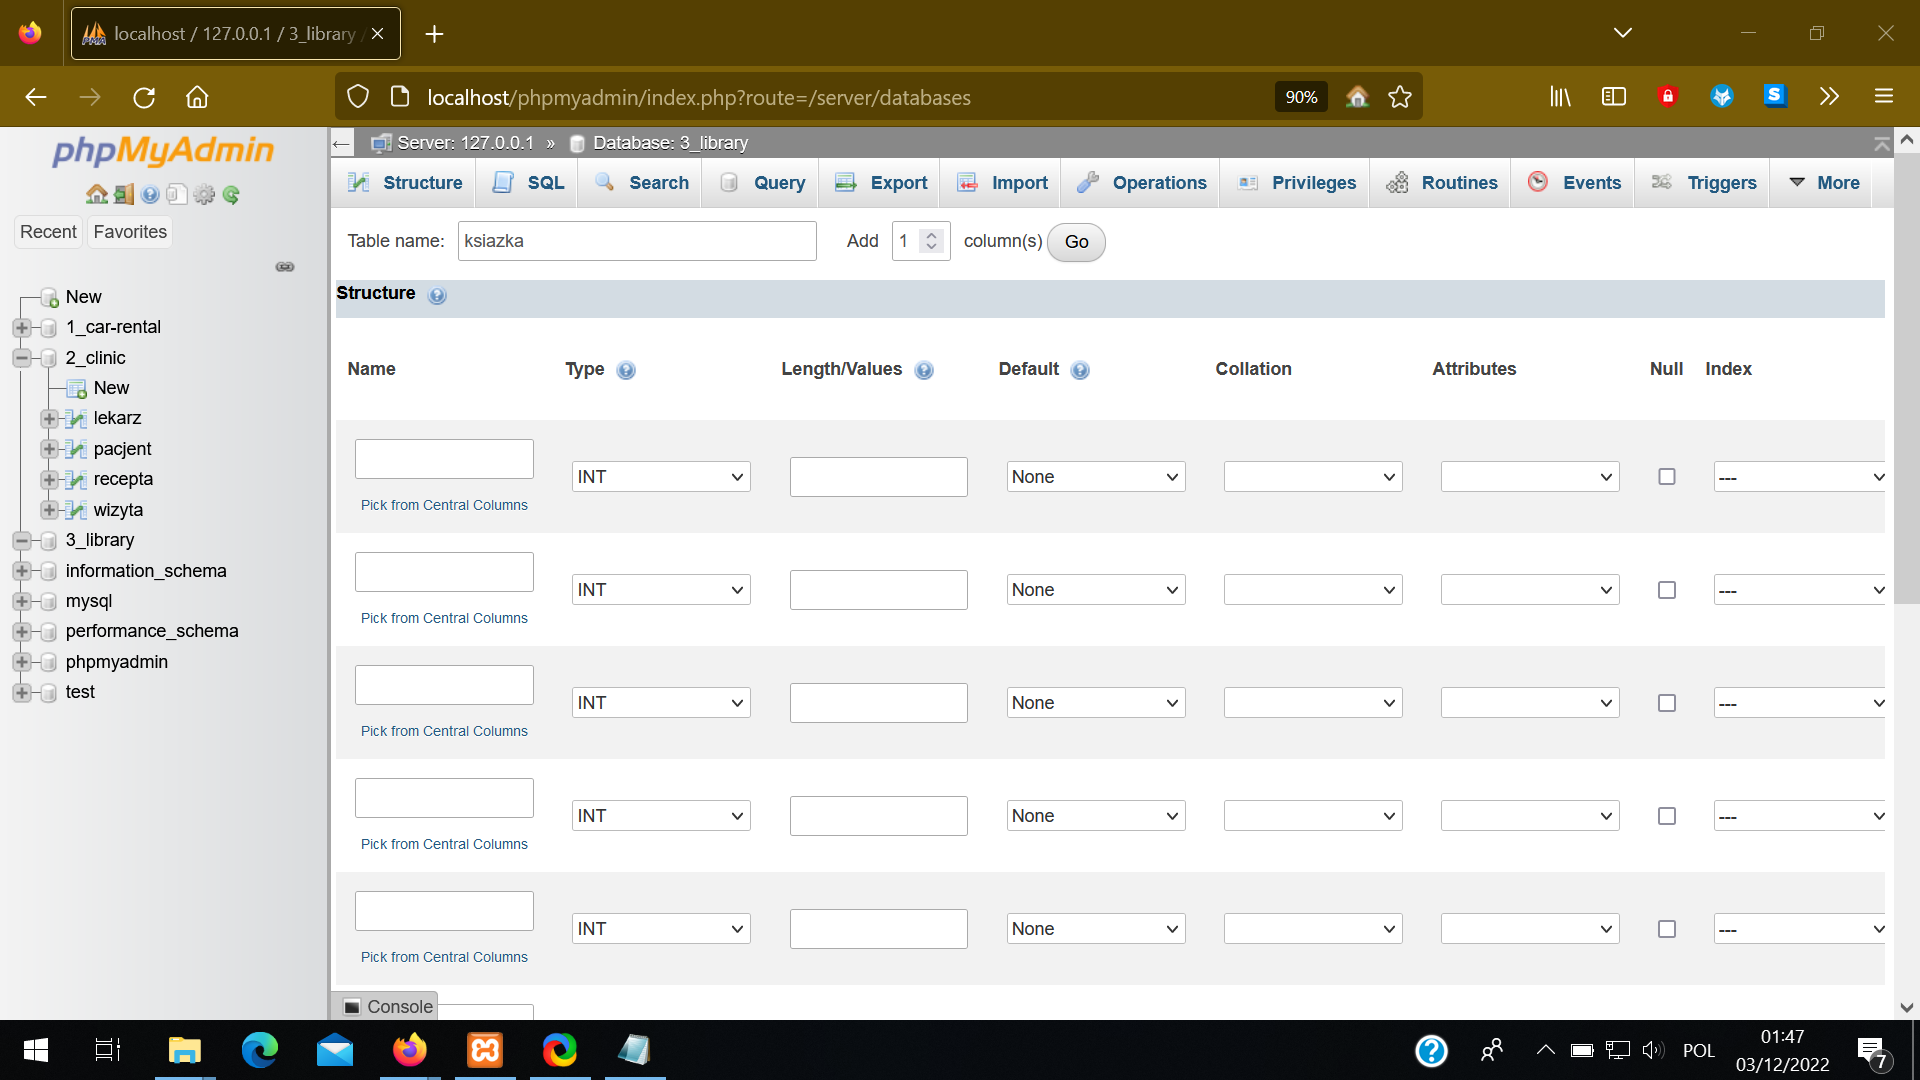 localhost / 127.0.0.1 / 3_library /
localhost/phpmyadmin/index.php?route=/server/databases
90%
S
phpMyAdmin
Recent
Favorites
New
1_car-rental
2_clinic
New
lekarz
pacjent
recepta
wizyta
3_library
information_schema
mysql
performance_schema
phpmyadmin
test
Server: 127.0.0.1 » Database: 3_library
Structure SQL Search Query Export Import Operations Privileges Routines Events Triggers More
Table name: ksiazka Add 1 column(s) Go
Structure
Name Type Length/Values Default Collation Attributes Null Index
INT None ---
Pick from Central Columns
INT None ---
Pick from Central Columns
INT None ---
Pick from Central Columns
INT None ---
Pick from Central Columns
INT None ---
Pick from Central Columns
Console
POL
01:47
03/12/2022
7